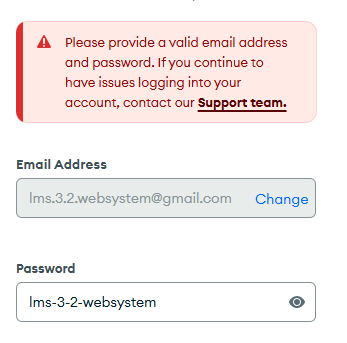 Please provide a valid email address
and password. If you continue to
have issues logging into your
account, contact our Support team.
Email Address
lms.3.2.websystem@gmail.com Change
Password
lms-3-2-websystem